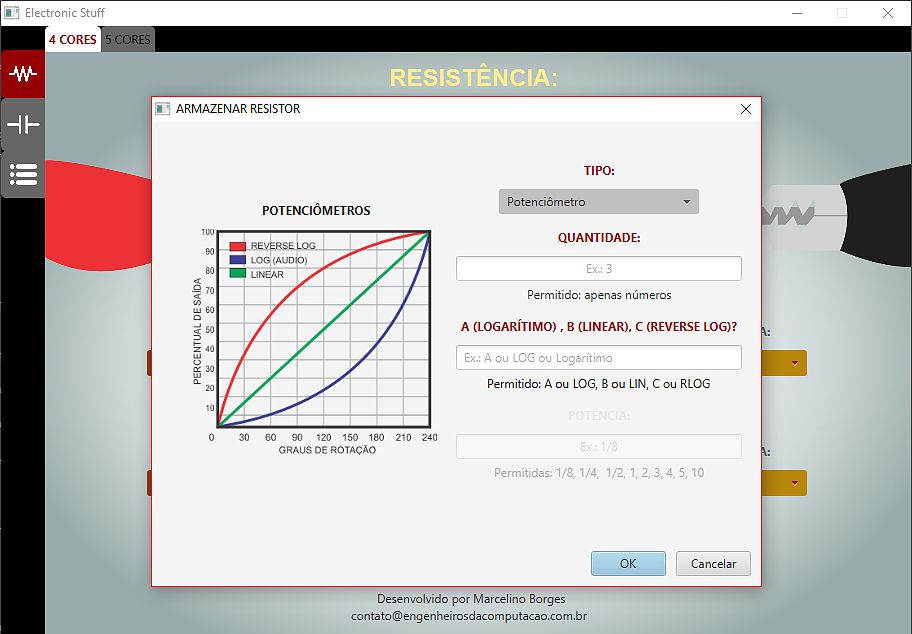 Electronic Stuff
4 CORES
5 CORES
RESISTÊNCIA:
ARMAZENAR RESISTOR
TIPO:
Potenciômetro
QUANTIDADE:
Ex.: 3
Permitido: apenas números
A (LOGARÍTIMO) , B (LINEAR), C (REVERSE LOG)?
Ex.: A ou LOG ou Logarítimo
Permitido: A ou LOG, B ou LIN, C ou RLOG
POTÊNCIA:
Ex.: 1/8
Permitidas: 1/8, 1/4, 1/2, 1, 2, 3, 4, 5, 10
POTENCIÔMETROS
REVERSE LOG
LOG (AUDIO)
LINEAR
PERCENTUAL DE SAÍDA
100
90
80
70
60
50
40
30
20
10
0 30 60 90 120 150 180 210 240
GRAUS DE ROTAÇÃO
A:
A:
OK
Cancelar
Desenvolvido por Marcelino Borges
contato@engenheirosdacomputacao.com.br